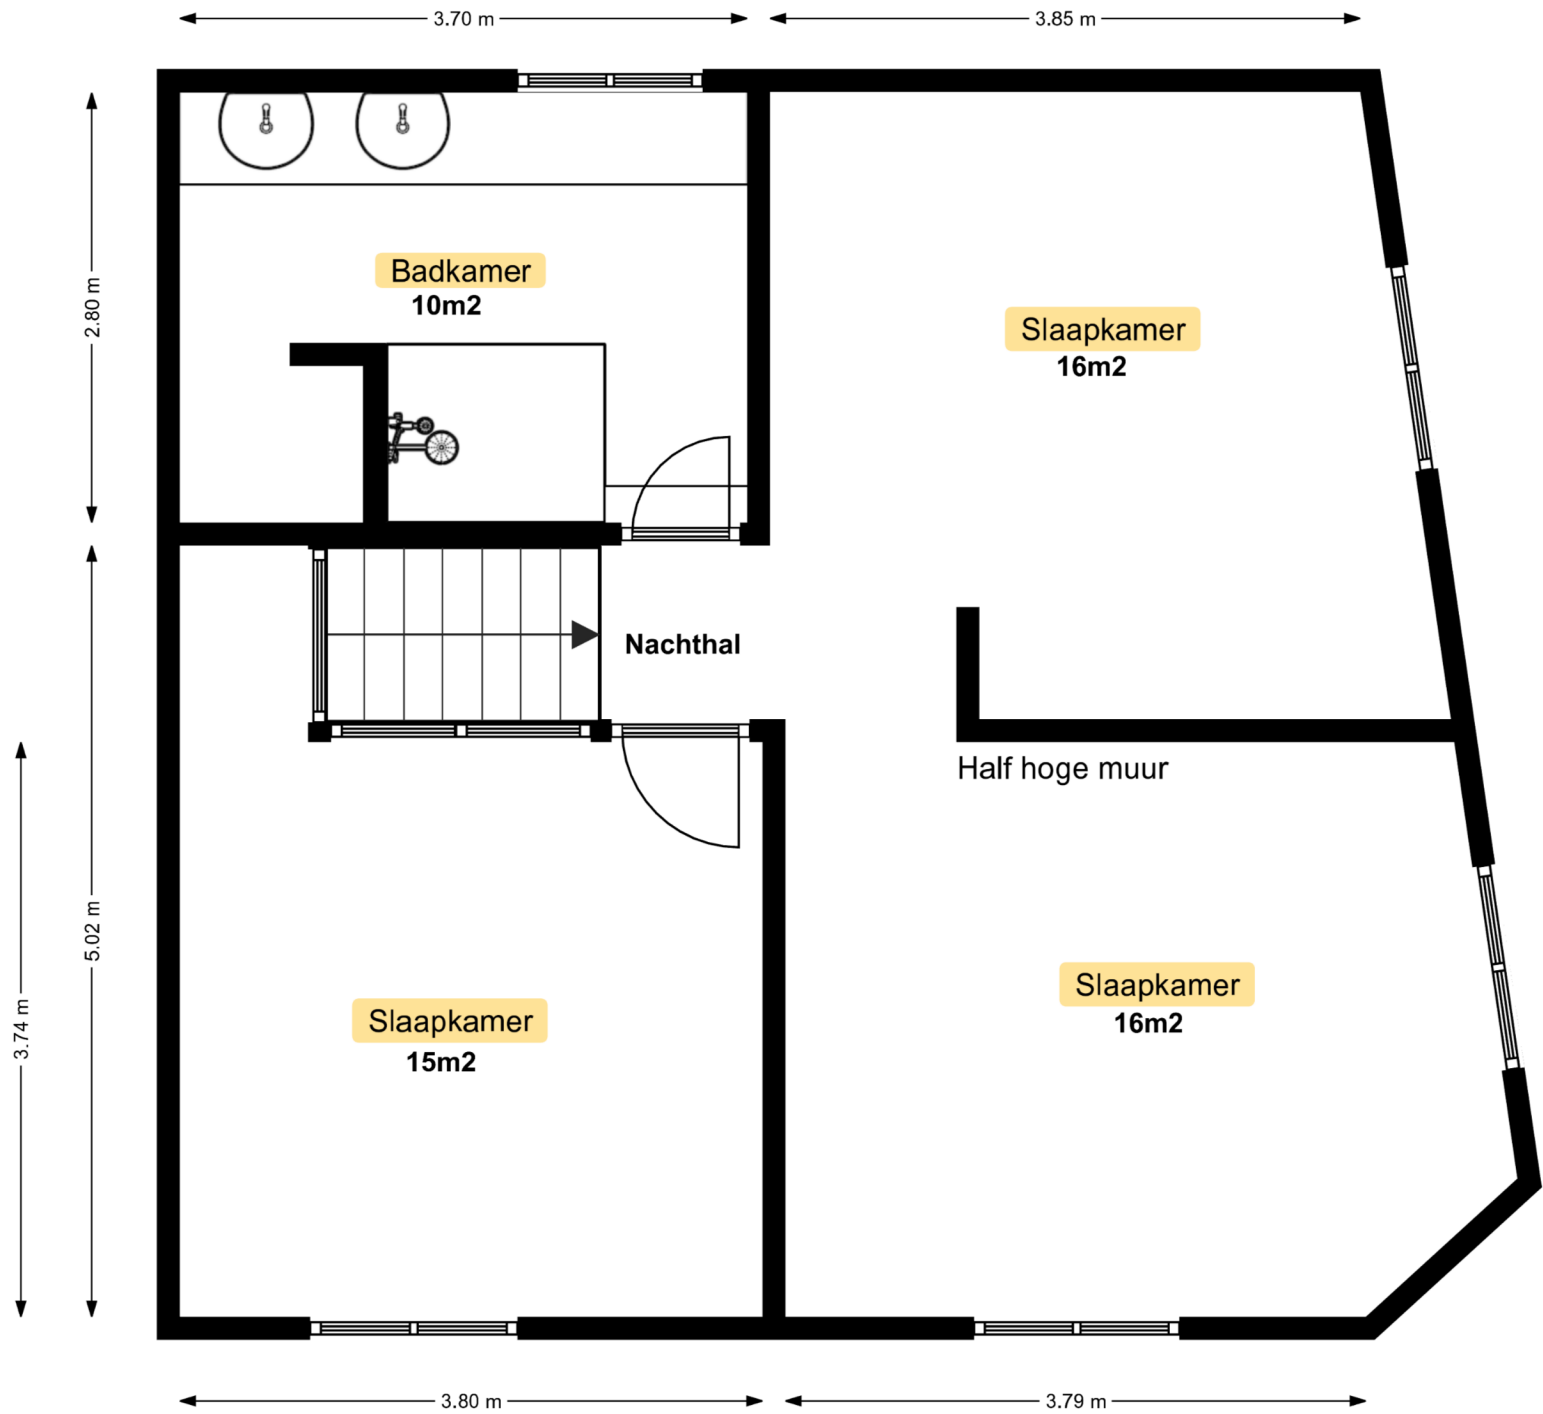 3.70 m
3.85 m
2.80 m
Badkamer
10m2
Slaapkamer
16m2
Nachthal
Half hoge muur
5.02 m
3.74 m
Slaapkamer
15m2
Slaapkamer
16m2
3.80 m
3.79 m